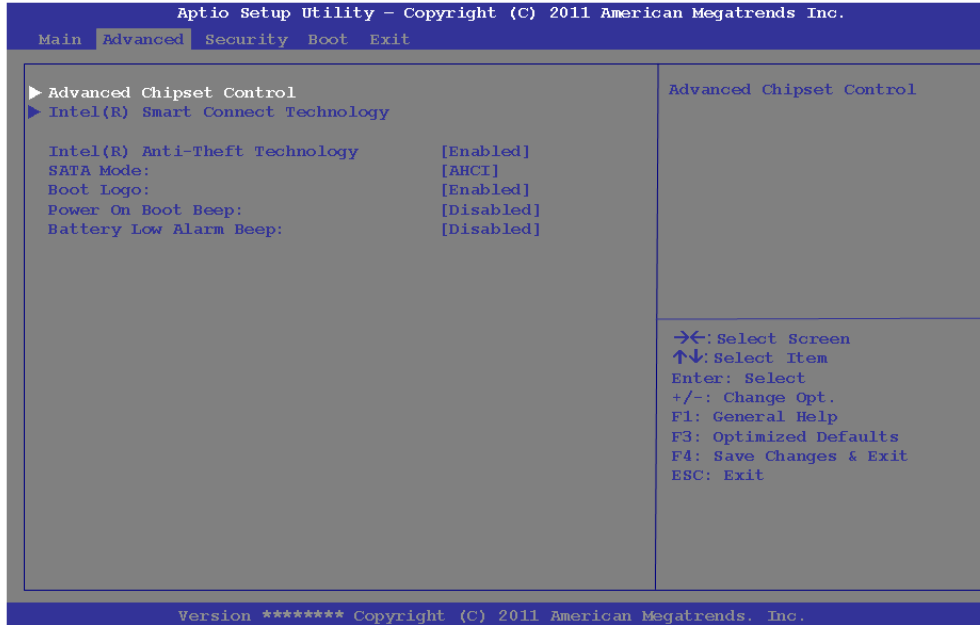 Aptio Setup Utility – Copyright (C) 2011 American Megatrends Inc.
Main Advanced Security Boot Exit
Advanced Chipset Control
Intel(R) Smart Connect Technology
Intel(R) Anti-Theft Technology [Enabled]
SATA Mode: [AHCI]
Boot Logo: [Enabled]
Power On Boot Beep: [Disabled]
Battery Low Alarm Beep: [Disabled]
Advanced Chipset Control
→←:Select Screen
↑↓:Select Item
Enter: Select
+/-: Change Opt.
F1: General Help
F3: Optimized Defaults
F4: Save Changes & Exit
ESC: Exit
Version ******** Copyright (C) 2011 American Megatrends. Inc.